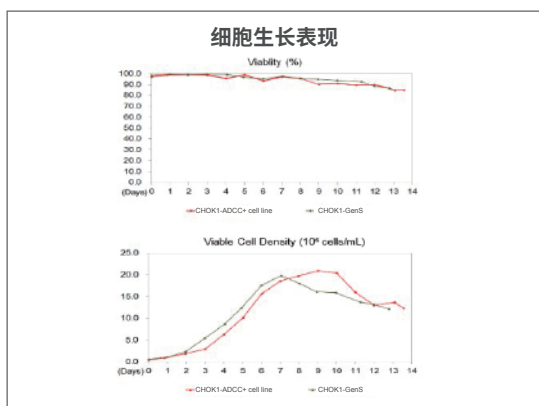 细胞生长表现
Viablity (%)
100.0
90.0
80.0
70.0
60.0
50.0
40.0
30.0
20.0
10.0
0.0
(Days) 0 1 2 3 4 5 6 7 8 9 10 11 12 13 14
CHOK1-ADCC+ cell line CHOK1-GenS
Viable Cell Density (10⁶ cells/mL)
25.0
20.0
15.0
10.0
5.0
0.0
(Days) 0 1 2 3 4 5 6 7 8 9 10 11 12 13 14
CHOK1-ADCC+ cell line CHOK1-GenS